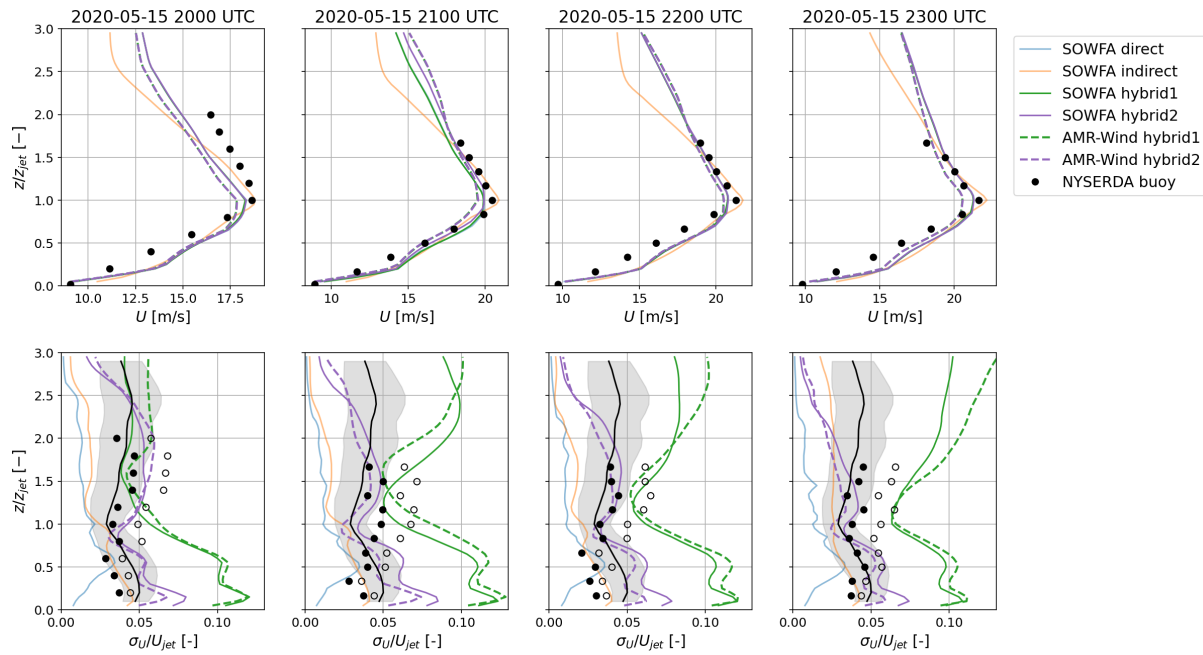 2020-05-15 2000 UTC
2020-05-15 2100 UTC
2020-05-15 2200 UTC
2020-05-15 2300 UTC
3.0
2.5
2.0
1.5
1.0
0.5
0.0
z/z_jet [—]
10.0 12.5 15.0 17.5
U [m/s]
10 15 20
U [m/s]
10 15 20
U [m/s]
10 15 20
U [m/s]
SOWFA direct
SOWFA indirect
SOWFA hybrid1
SOWFA hybrid2
AMR-Wind hybrid1
AMR-Wind hybrid2
NYSERDA buoy
3.0
2.5
2.0
1.5
1.0
0.5
0.0
z/z_jet [—]
0.00 0.05 0.10
σ_U/U_jet [-]
0.00 0.05 0.10
σ_U/U_jet [-]
0.00 0.05 0.10
σ_U/U_jet [-]
0.00 0.05 0.10
σ_U/U_jet [-]